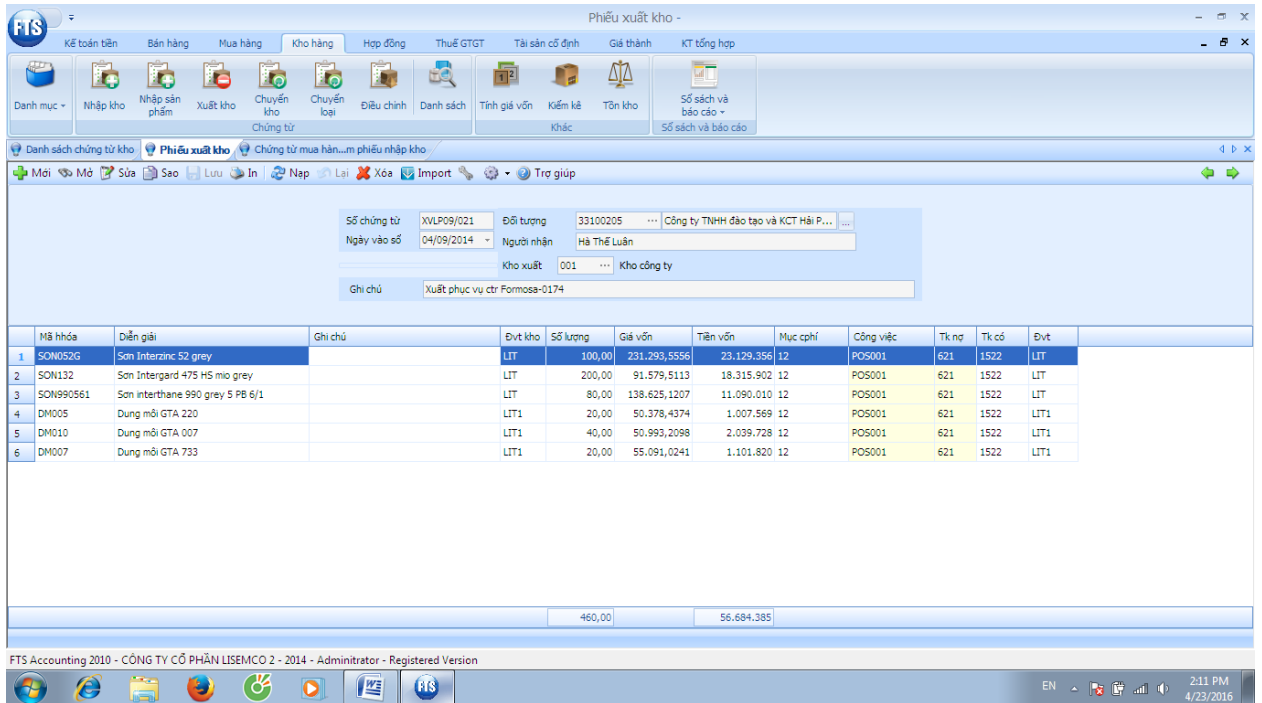 Phiếu xuất kho -
FTS
Kế toán tiền Bán hàng Mua hàng Kho hàng Hợp đồng Thuế GTGT Tài sản cố định Giá thành KT tổng hợp
Danh mục Nhập kho Nhập sản phẩm Xuất kho Chuyển kho Chuyển loại Điều chỉnh Danh sách Tính giá vốn Kiểm kê Tồn kho Sổ sách và báo cáo
Chứng từ Khác Sổ sách và báo cáo
Danh sách chứng từ kho Phiếu xuất kho Chứng từ mua hàn...m phiếu nhập kho
Mới Mở Sửa Sao Lưu In Nạp Lại Xóa Import Trợ giúp
Số chứng từ XVLP09/021 Đối tượng 33100205 ... Công ty TNHH đào tạo và KCT Hải P... ...
Ngày vào sổ 04/09/2014 Người nhận Hà Thế Luân
Kho xuất 001 ... Kho công ty
Ghi chú Xuất phục vụ ctr Formosa-0174
Mã hhóa Diễn giải Ghi chú Đvt kho Số lượng Giá vốn Tiền vốn Mục cphí Công việc Tk nợ Tk có Đvt
1 SON052G Sơn Interzinc 52 grey LIT 100,00 231.293,5556 23.129.356 12 POS001 621 1522 LIT
2 SON132 Sơn Intergard 475 HS mio grey LIT 200,00 91.579,5113 18.315.902 12 POS001 621 1522 LIT
3 SON990561 Sơn interthane 990 grey 5 PB 6/1 LIT 80,00 138.625,1207 11.090.010 12 POS001 621 1522 LIT
4 DM005 Dung môi GTA 220 LIT1 20,00 50.378,4374 1.007.569 12 POS001 621 1522 LIT1
5 DM010 Dung môi GTA 007 LIT1 40,00 50.993,2098 2.039.728 12 POS001 621 1522 LIT1
6 DM007 Dung môi GTA 733 LIT1 20,00 55.091,0241 1.101.820 12 POS001 621 1522 LIT1
460,00 56.684.385
FTS Accounting 2010 - CÔNG TY CỔ PHẦN LISEMCO 2 - 2014 - Adminitrator - Registered Version
EN 2:11 PM
4/23/2016